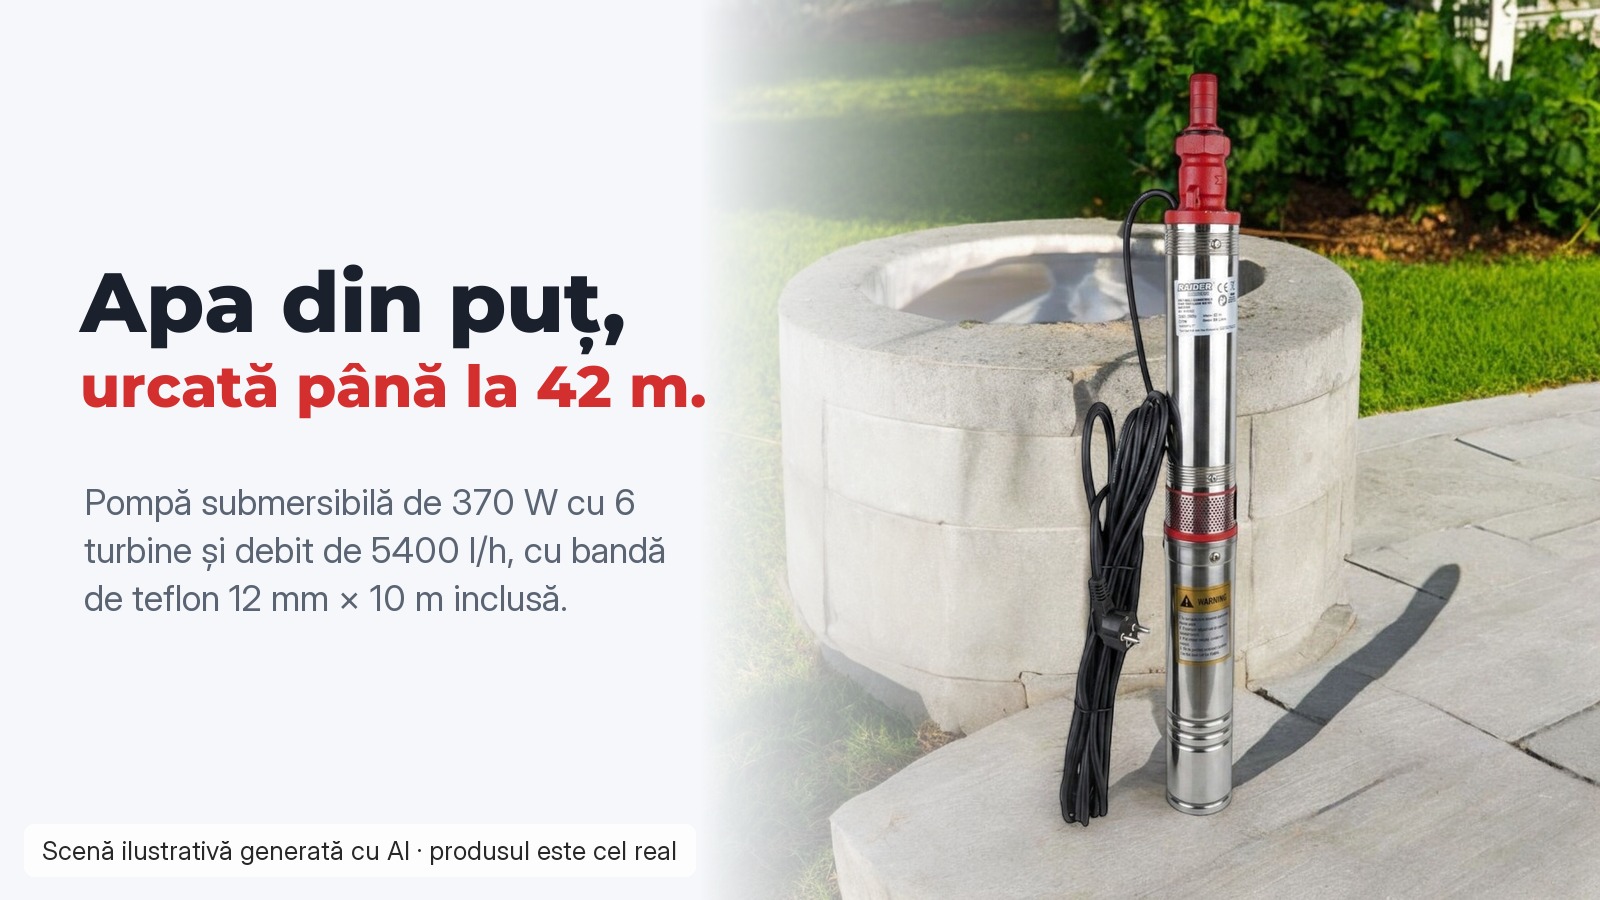 Apa din puț,
urcată până la 42 m.
Pompă submersibilă de 370 W cu 6
turbine și debit de 5400 l/h, cu bandă
de teflon 12 mm × 10 m inclusă.
Scenă ilustrativă generată cu AI · produsul este cel real
RAIDER
CE
WARNING